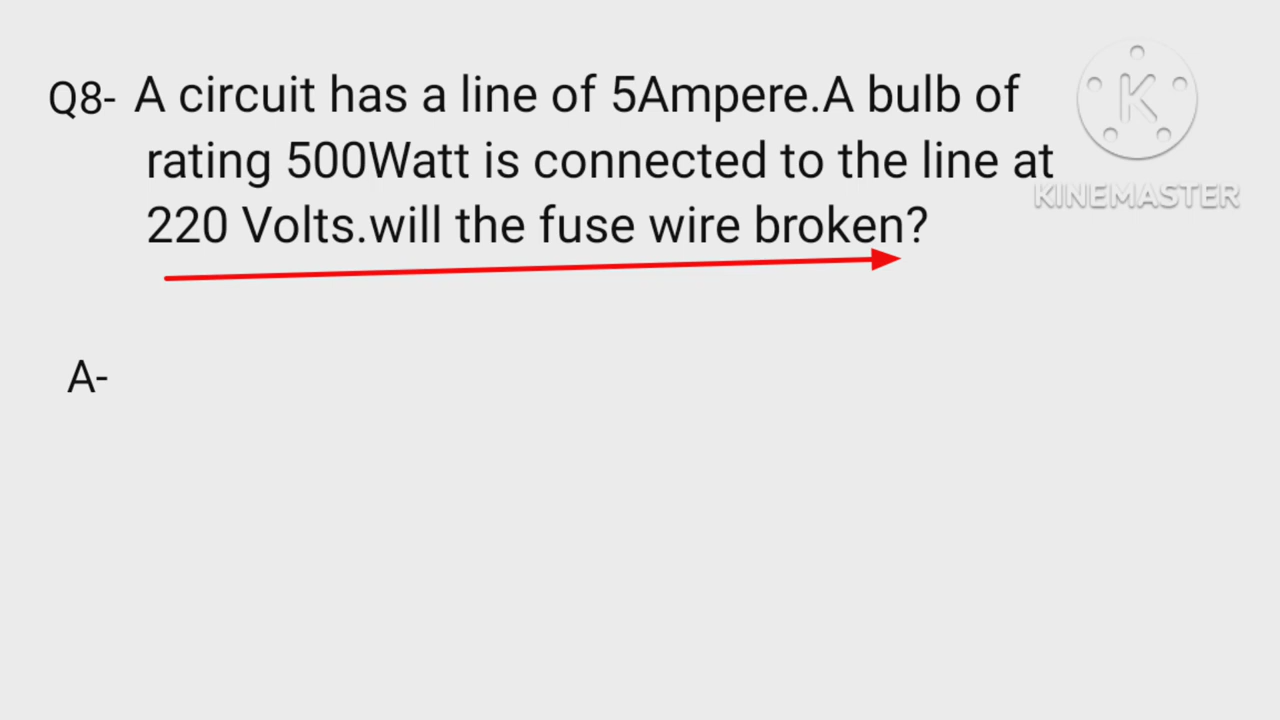 Q8- A circuit has a line of 5Ampere.A bulb of
rating 500Watt is connected to the line at
220 Volts.will the fuse wire broken?
A-
K
KINEMASTER